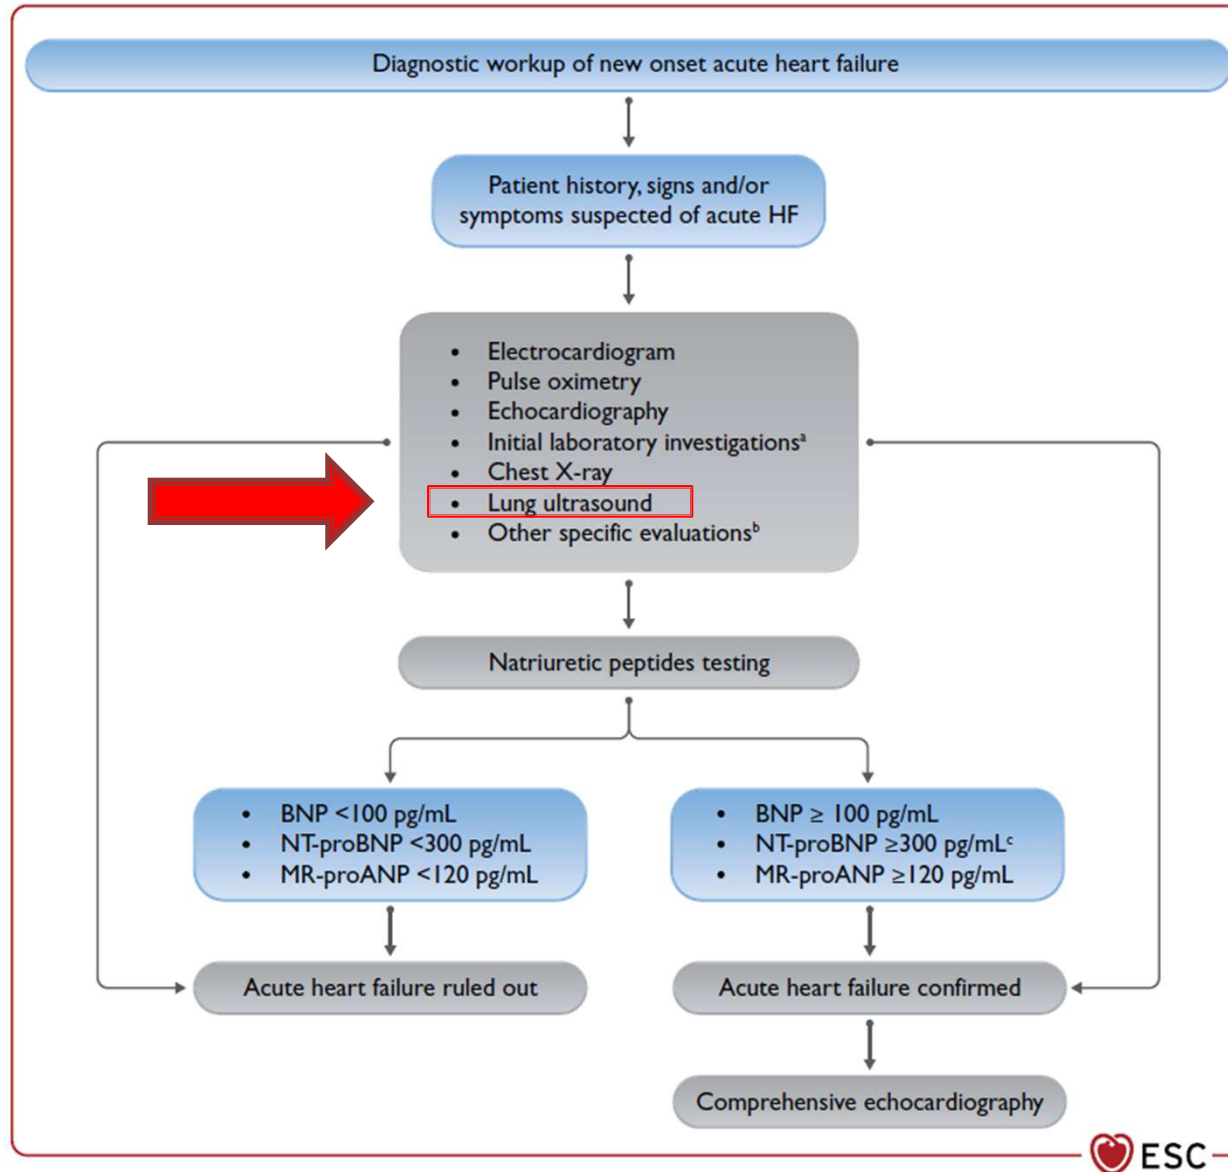 Diagnostic workup of new onset acute heart failure
Patient history, signs and/or
symptoms suspected of acute HF
• Electrocardiogram
• Pulse oximetry
• Echocardiography
• Initial laboratory investigationsᵃ
• Chest X-ray
• Lung ultrasound
• Other specific evaluationsᵇ
Natriuretic peptides testing
• BNP <100 pg/mL
• NT-proBNP <300 pg/mL
• MR-proANP <120 pg/mL
• BNP ≥ 100 pg/mL
• NT-proBNP ≥300 pg/mLᶜ
• MR-proANP ≥120 pg/mL
Acute heart failure ruled out
Acute heart failure confirmed
Comprehensive echocardiography
ESC